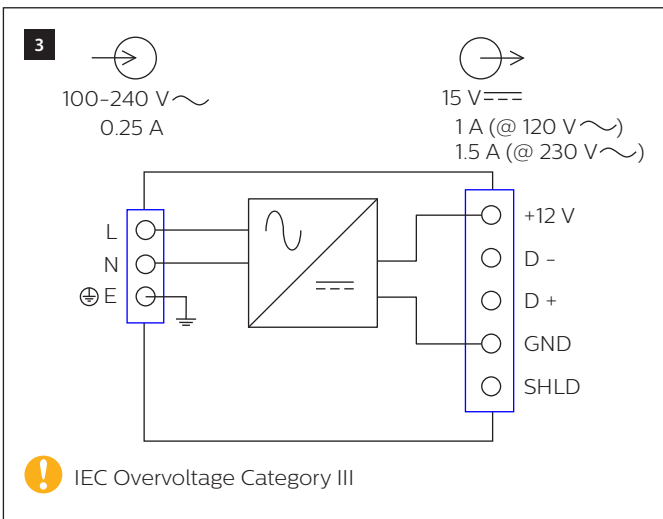 3
100-240 V
0.25 A
15 V
1 A (@ 120 V)
1.5 A (@ 230 V)
L
N
E
+12 V
D -
D +
GND
SHLD
! IEC Overvoltage Category III